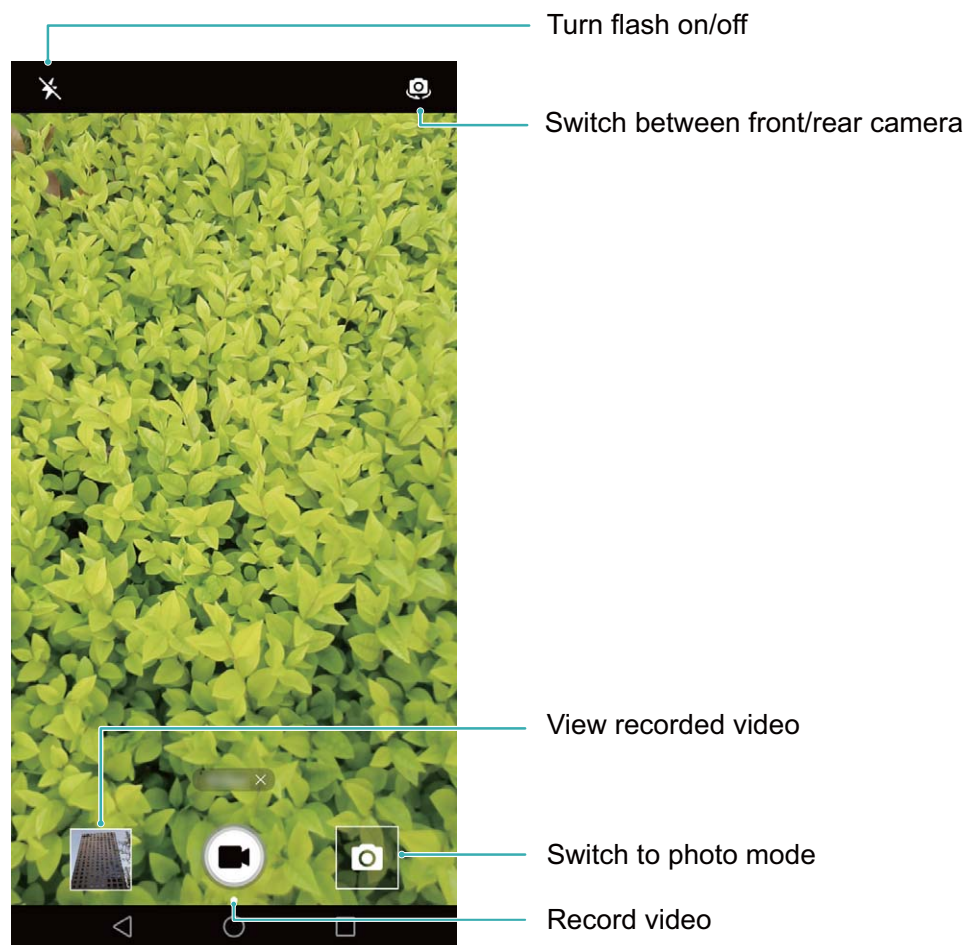 Turn flash on/off
Switch between front/rear camera
View recorded video
Switch to photo mode
Record video